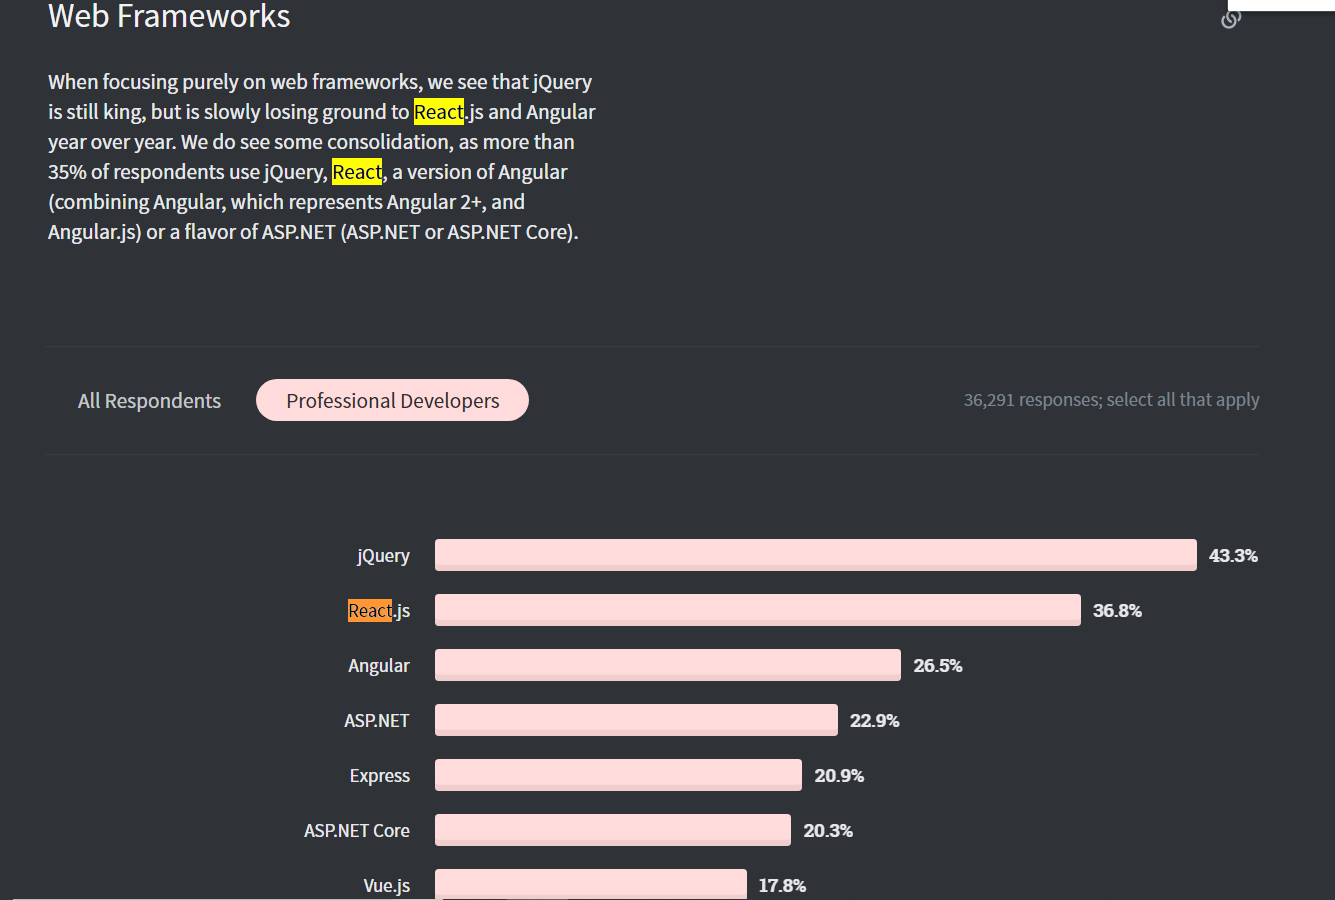 Web Frameworks
When focusing purely on web frameworks, we see that jQuery
is still king, but is slowly losing ground to React.js and Angular
year over year. We do see some consolidation, as more than
35% of respondents use jQuery, React, a version of Angular
(combining Angular, which represents Angular 2+, and
Angular.js) or a flavor of ASP.NET (ASP.NET or ASP.NET Core).
All Respondents Professional Developers 36,291 responses; select all that apply
jQuery 43.3%
React.js 36.8%
Angular 26.5%
ASP.NET 22.9%
Express 20.9%
ASP.NET Core 20.3%
Vue.js 17.8%